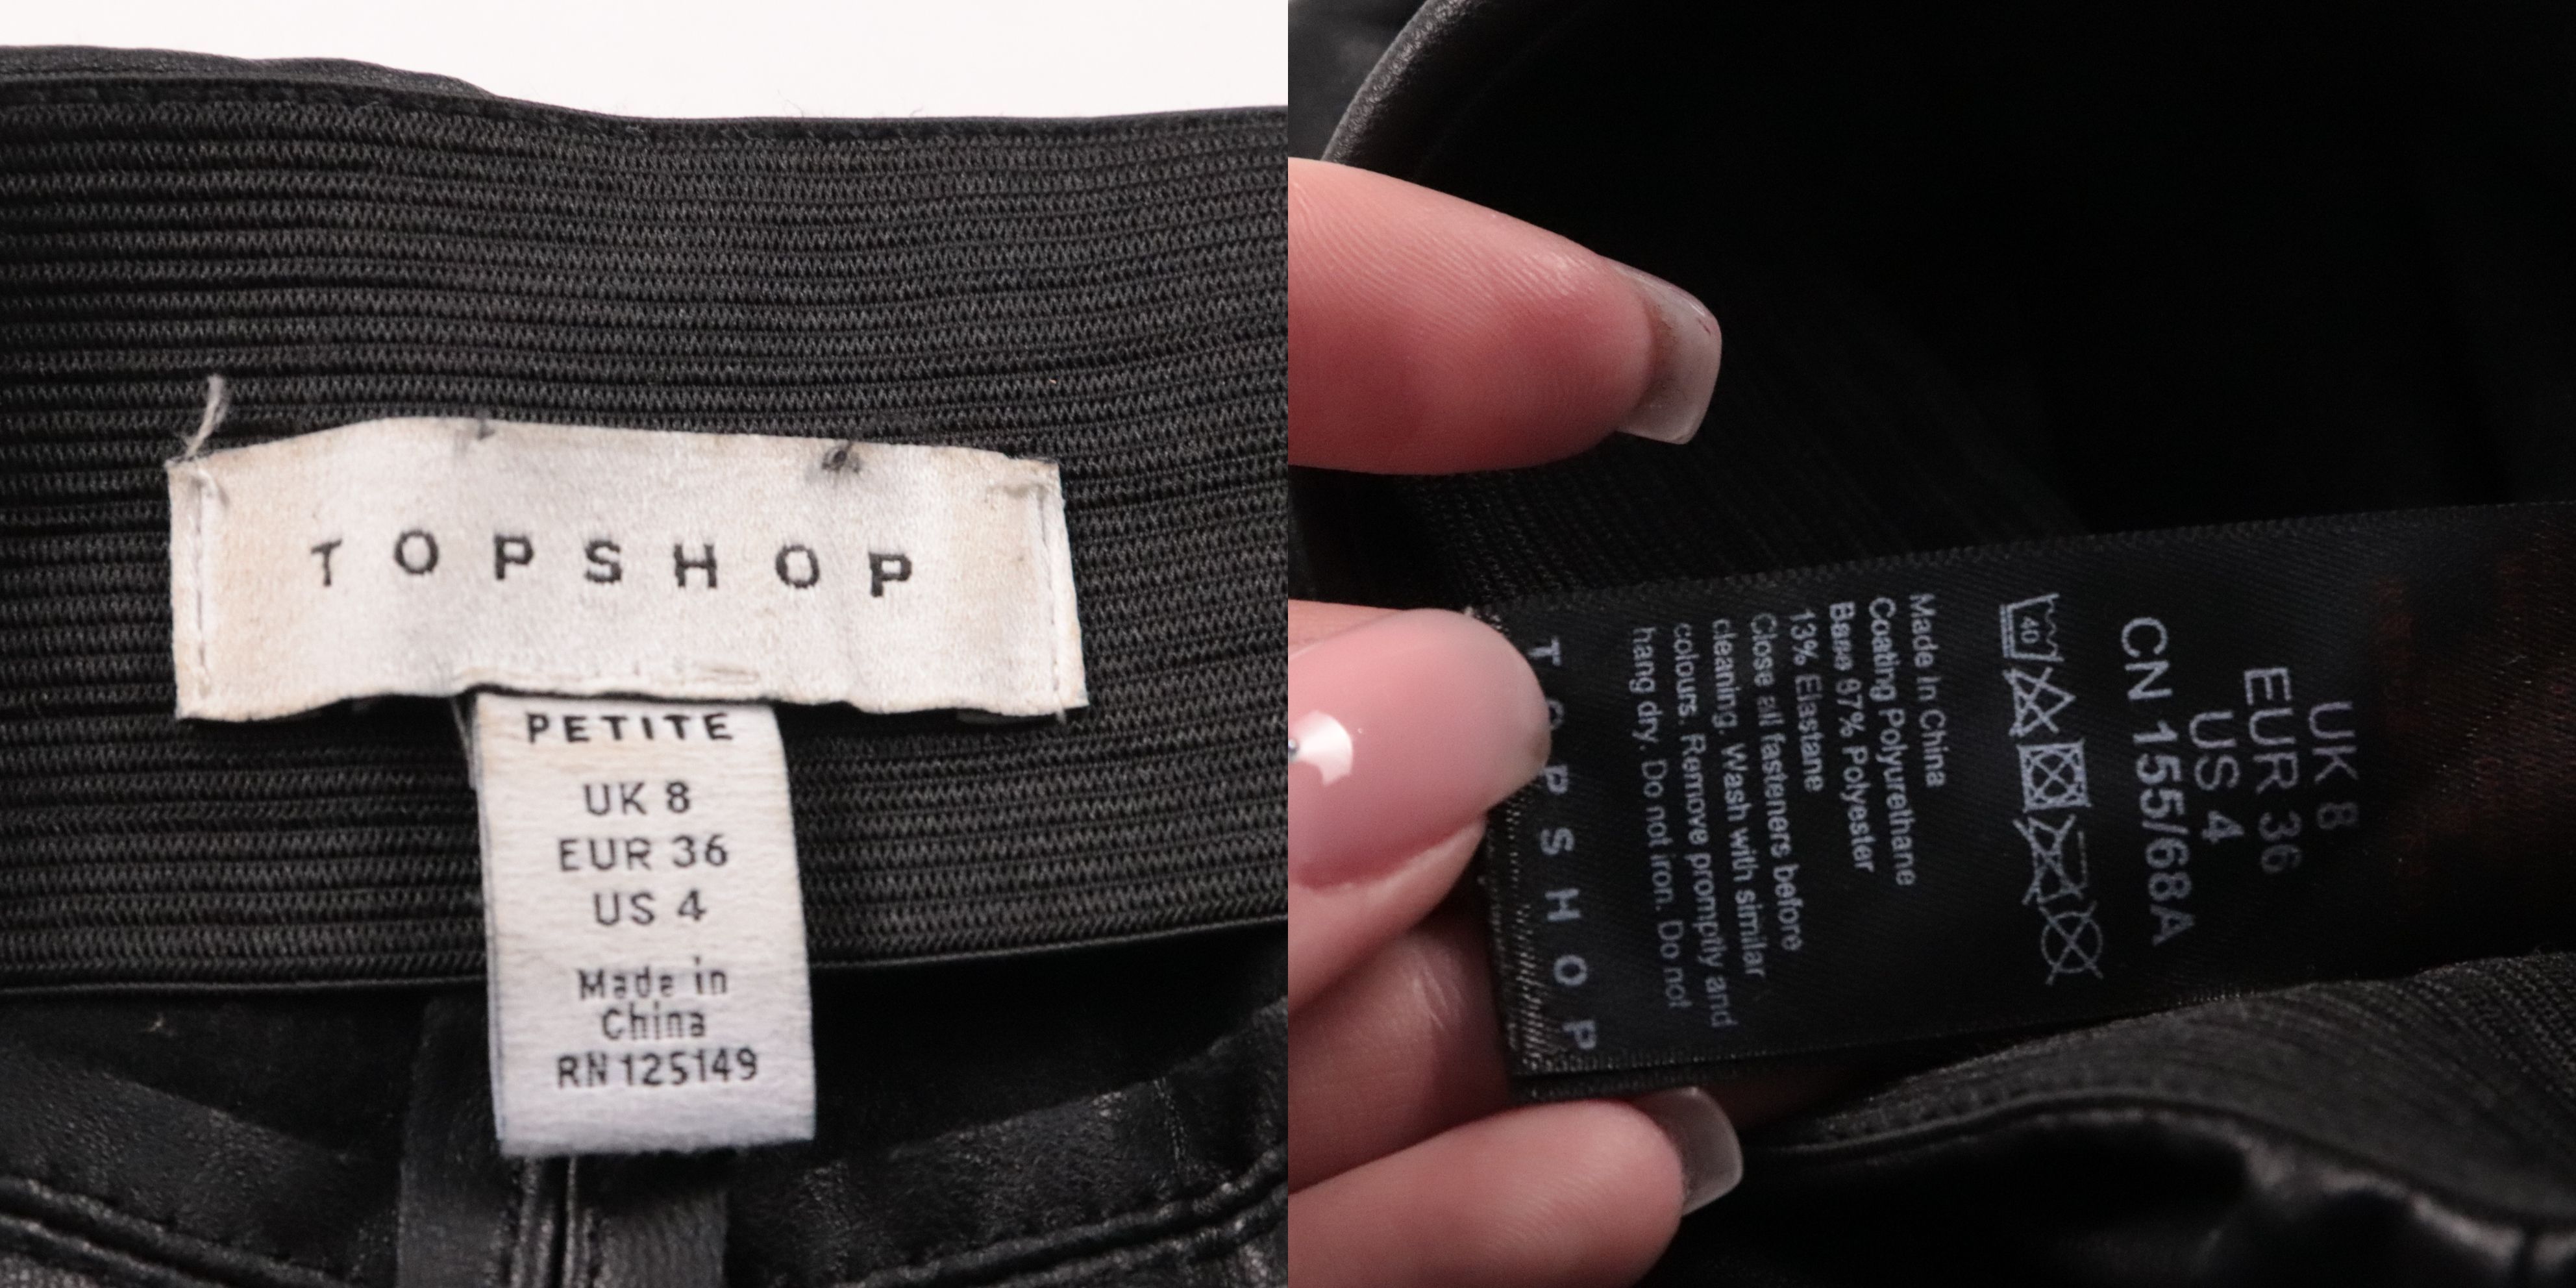 TOPSHOP
PETITE
UK 8
EUR 36
US 4
Made in
China
RN 125149
UK 8
EUR 36
US 4
CN 155/68A
40
Made In China
Coating Polyurethane
Base 87% Polyester
13% Elastane
Close all fasteners before
cleaning. Wash with similar
colours. Remove promptly and
hang dry. Do not iron. Do not
TOPSHOP